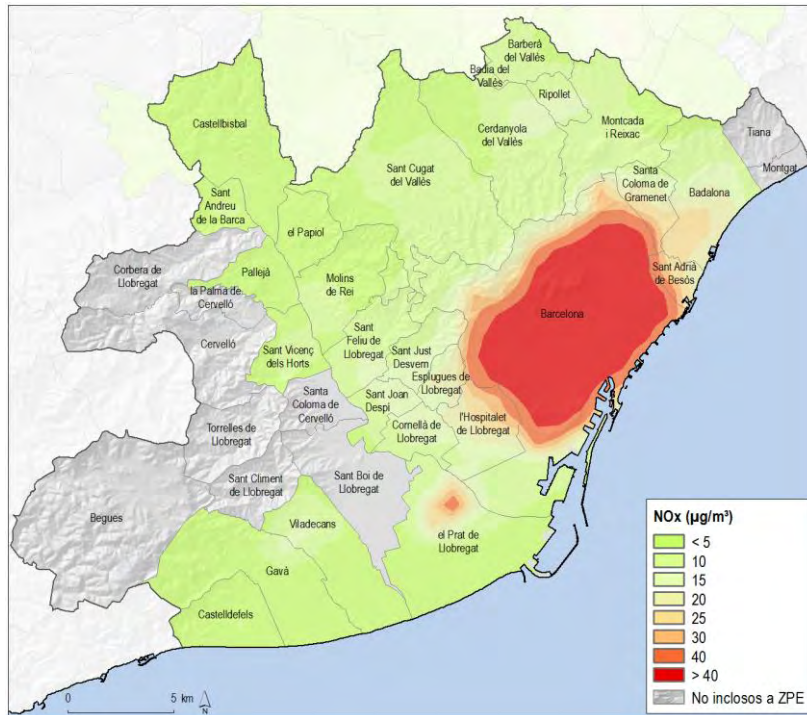 Barberà
del Vallès
Badia del
Vallès
Ripollet
Castellbisbal
Montcada
i Reixac
Cerdanyola
del Vallès
Tiana
Montgat
Sant Cugat
del Vallès
Santa
Coloma de
Gramenet
Badalona
Sant
Andreu
de la Barca
el Papiol
Corbera de
Llobregat
Pallejà
Molins
de Rei
Sant Adrià
de Besòs
la Palma de
Cervelló
Barcelona
Cervelló
Sant
Feliu de
Llobregat
Sant Vicenç
dels Horts
Sant Just
Desvern
Esplugues de
Llobregat
Santa
Coloma de
Cervelló
Sant Joan
Despí
l'Hospitalet
de Llobregat
Torrelles de
Llobregat
Cornellà de
Llobregat
Sant Climent
de Llobregat
Sant Boi de
Llobregat
Begues
Viladecans
el Prat de
Llobregat
Gavà
Castelldefels
NOx (µg/m³)
< 5
10
15
20
25
30
40
> 40
No inclosos a ZPE
0 5 km
N